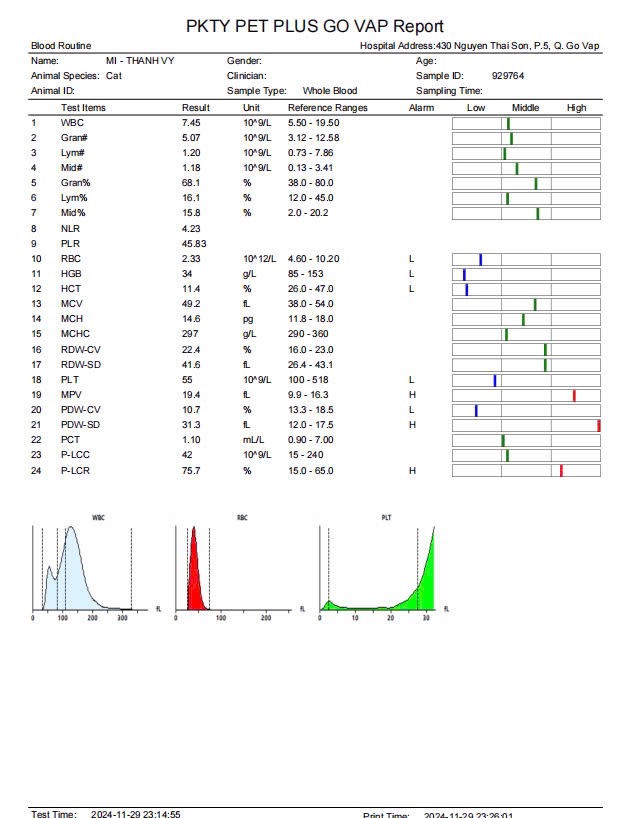 PKTY PET PLUS GO VAP Report
Blood Routine Hospital Address:430 Nguyen Thai Son, P.5, Q. Go Vap
Name: MI - THANH VY Gender: Age:
Animal Species: Cat Clinician: Sample ID: 929764
Animal ID: Sample Type: Whole Blood Sampling Time:
Test Items Result Unit Reference Ranges Alarm Low Middle High
1 WBC 7.45 10^9/L 5.50 - 19.50
2 Gran# 5.07 10^9/L 3.12 - 12.58
3 Lym# 1.20 10^9/L 0.73 - 7.86
4 Mid# 1.18 10^9/L 0.13 - 3.41
5 Gran% 68.1 % 38.0 - 80.0
6 Lym% 16.1 % 12.0 - 45.0
7 Mid% 15.8 % 2.0 - 20.2
8 NLR 4.23
9 PLR 45.83
10 RBC 2.33 10^12/L 4.60 - 10.20 L
11 HGB 34 g/L 85 - 153 L
12 HCT 11.4 % 26.0 - 47.0 L
13 MCV 49.2 fL 38.0 - 54.0
14 MCH 14.6 pg 11.8 - 18.0
15 MCHC 297 g/L 290 - 360
16 RDW-CV 22.4 % 16.0 - 23.0
17 RDW-SD 41.6 fL 26.4 - 43.1
18 PLT 55 10^9/L 100 - 518 L
19 MPV 19.4 fL 9.9 - 16.3 H
20 PDW-CV 10.7 % 13.3 - 18.5 L
21 PDW-SD 31.3 fL 12.0 - 17.5 H
22 PCT 1.10 mL/L 0.90 - 7.00
23 P-LCC 42 10^9/L 15 - 240
24 P-LCR 75.7 % 15.0 - 65.0 H
WBC RBC PLT
fL fL fL
0 100 200 300 0 100 200 0 10 20 30
Test Time: 2024-11-29 23:14:55 Print Time: 2024-11-29 23:26:01